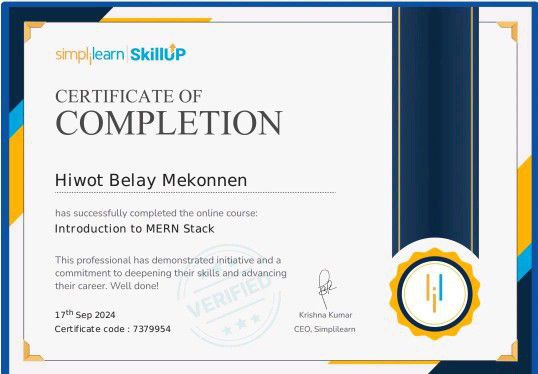 simplilearn | SkillUP
CERTIFICATE OF
COMPLETION
Hiwot Belay Mekonnen
has successfully completed the online course:
Introduction to MERN Stack
This professional has demonstrated initiative and a
commitment to deepening their skills and advancing
their career. Well done!
VERIFIED
17th Sep 2024
Certificate code : 7379954
Krishna Kumar
CEO, Simplilearn